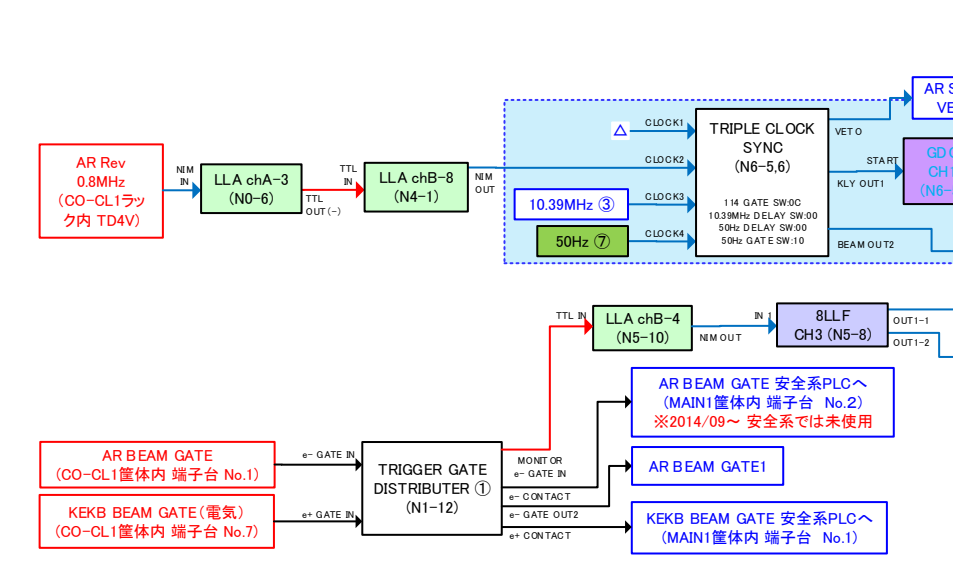 AR Rev
0.8MHz
(CO-CL1ラッ
ク内 TD4V)
NIM
IN
LLA chA-3
(N0-6)
TTL
OUT(-)
TTL
IN
LLA chB-8
(N4-1)
NIM
OUT
△
CLOCK1
CLOCK2
10.39MHz ③
CLOCK3
50Hz ⑦
CLOCK4
TRIPLE CLOCK
SYNC
(N6-5,6)
114 GATE SW:0C
10.39MHz DELAY SW:00
50Hz DELAY SW:00
50Hz GATE SW:10
VETO
START
KLY OUT1
BEAM OUT2
AR S
VE
GD C
CH1
(N6-
TTL IN
LLA chB-4
(N5-10)
NIM OUT
IN 1
8LLF
CH3 (N5-8)
OUT1-1
OUT1-2
AR BEAM GATE 安全系PLCへ
(MAIN1筐体内 端子台 No.2)
※2014/09～ 安全系では未使用
AR BEAM GATE
(CO-CL1筐体内 端子台 No.1)
e- GATE IN
KEKB BEAM GATE(電気)
(CO-CL1筐体内 端子台 No.7)
e+ GATE IN
TRIGGER GATE
DISTRIBUTER ①
(N1-12)
MONITOR
e- GATE IN
e- CONTACT
e- GATE OUT2
e+ CONTACT
AR BEAM GATE1
KEKB BEAM GATE 安全系PLCへ
(MAIN1筐体内 端子台 No.1)